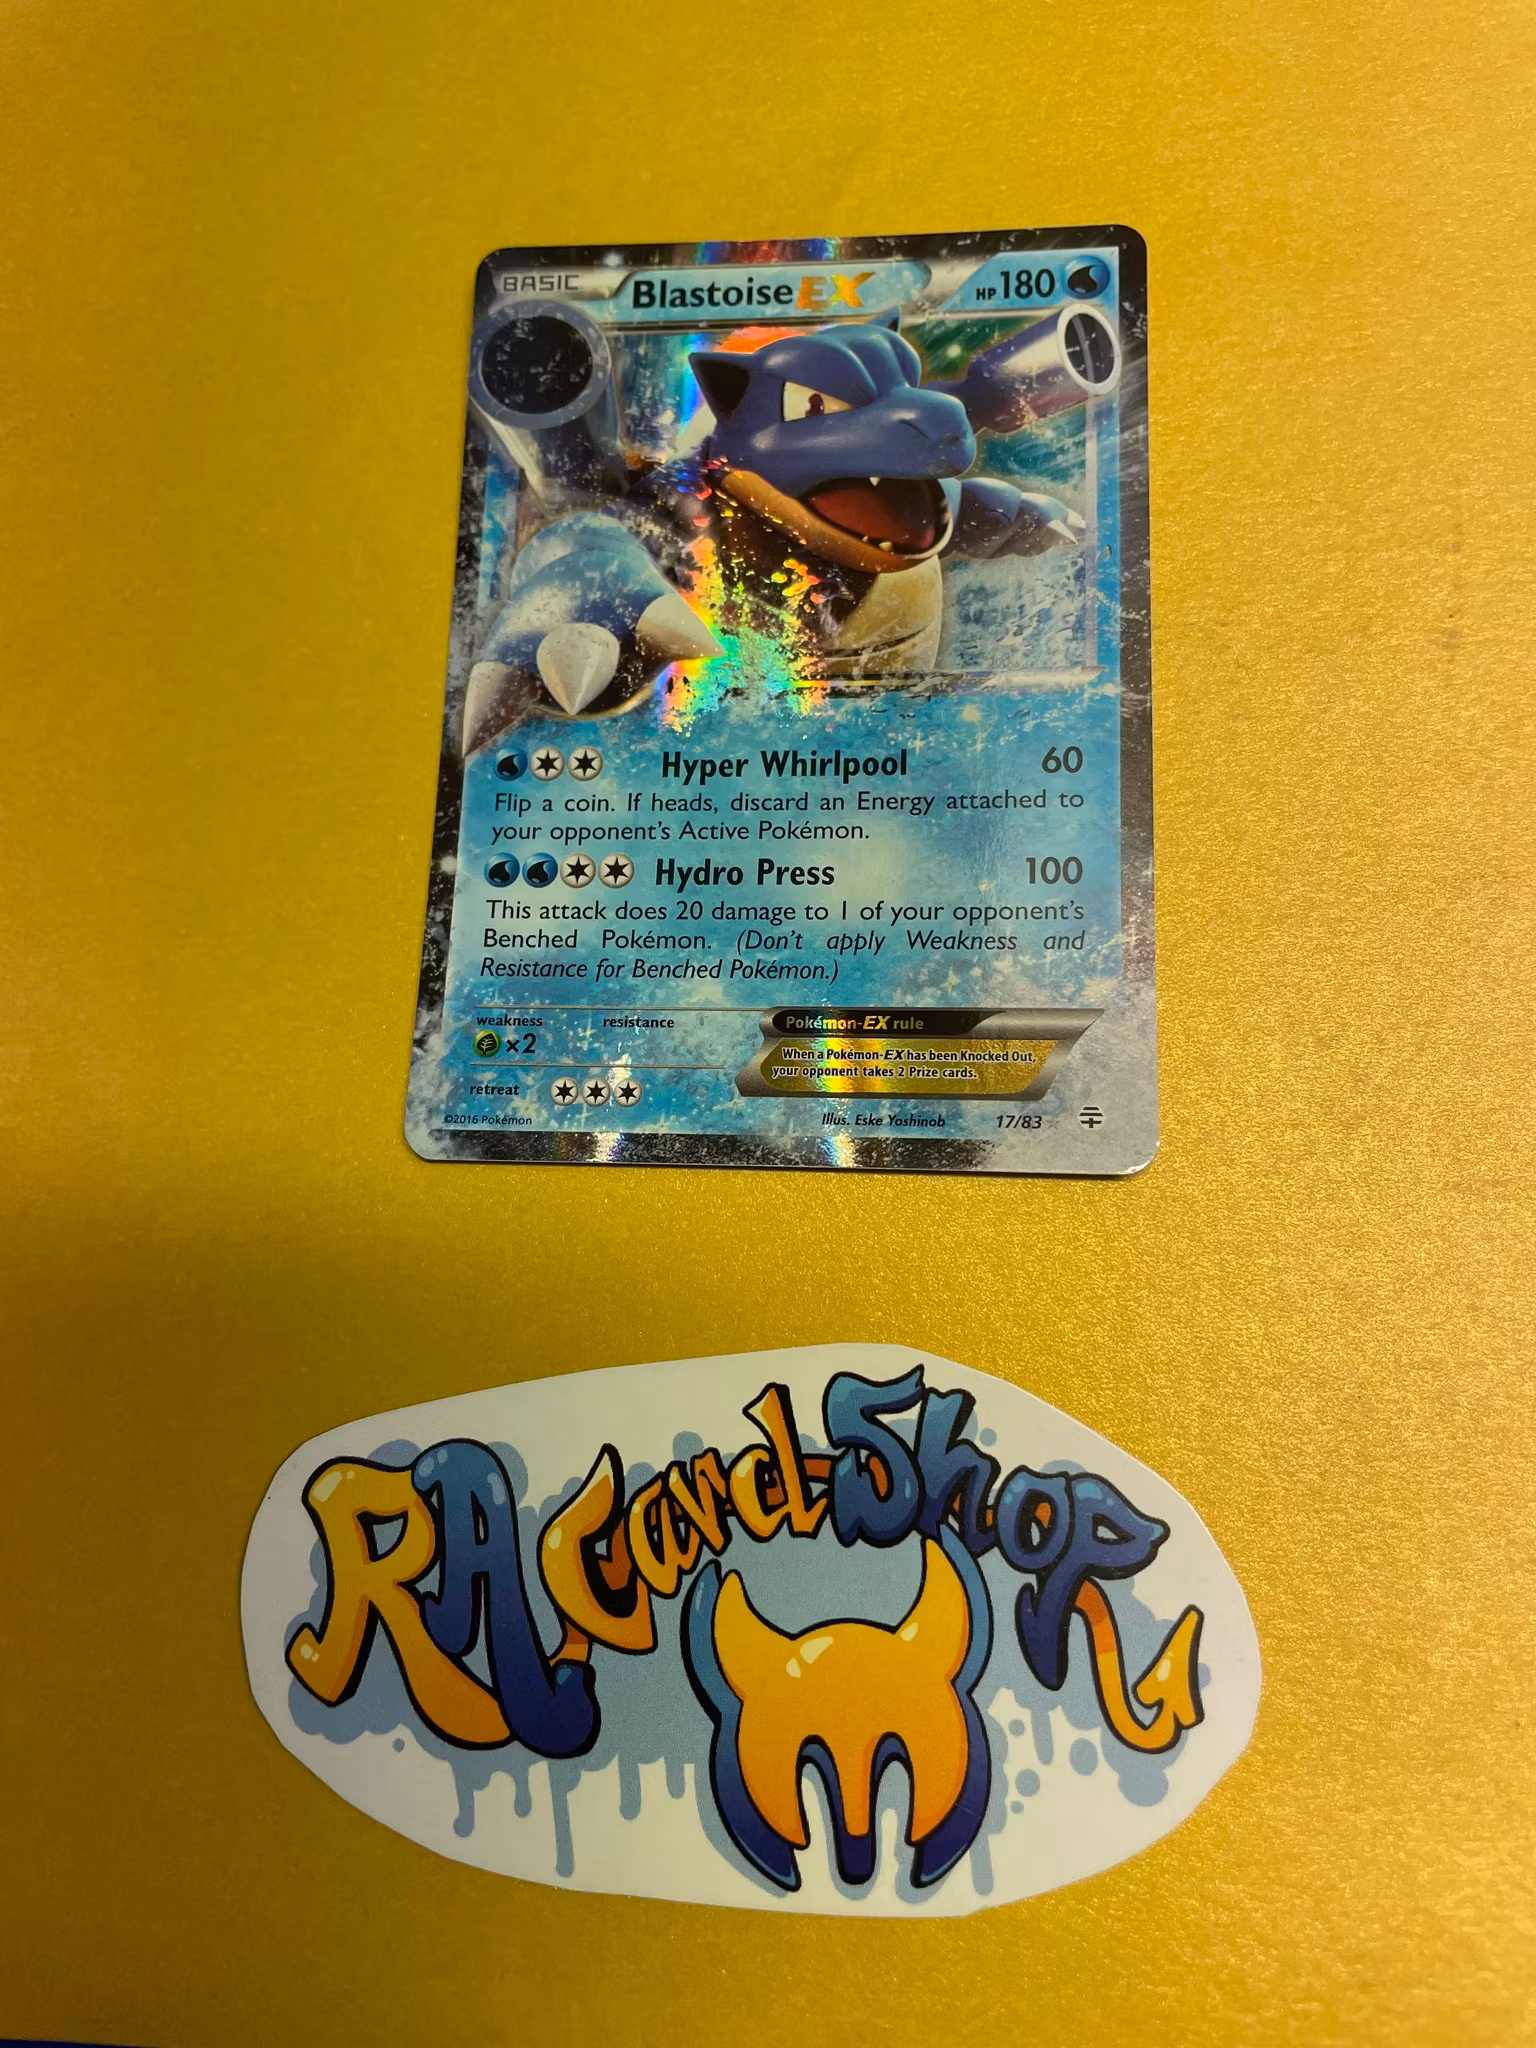 BASIC Blastoise EX HP 180
Hyper Whirlpool 60
Flip a coin. If heads, discard an Energy attached to
your opponent's Active Pokémon.
Hydro Press 100
This attack does 20 damage to 1 of your opponent's
Benched Pokémon. (Don't apply Weakness and
Resistance for Benched Pokémon.)
weakness resistance
×2
retreat
Pokémon-EX rule
When a Pokémon-EX has been Knocked Out,
your opponent takes 2 Prize cards.
©2016 Pokémon Illus. Eske Yoshinob 17/83
RA Card Shop